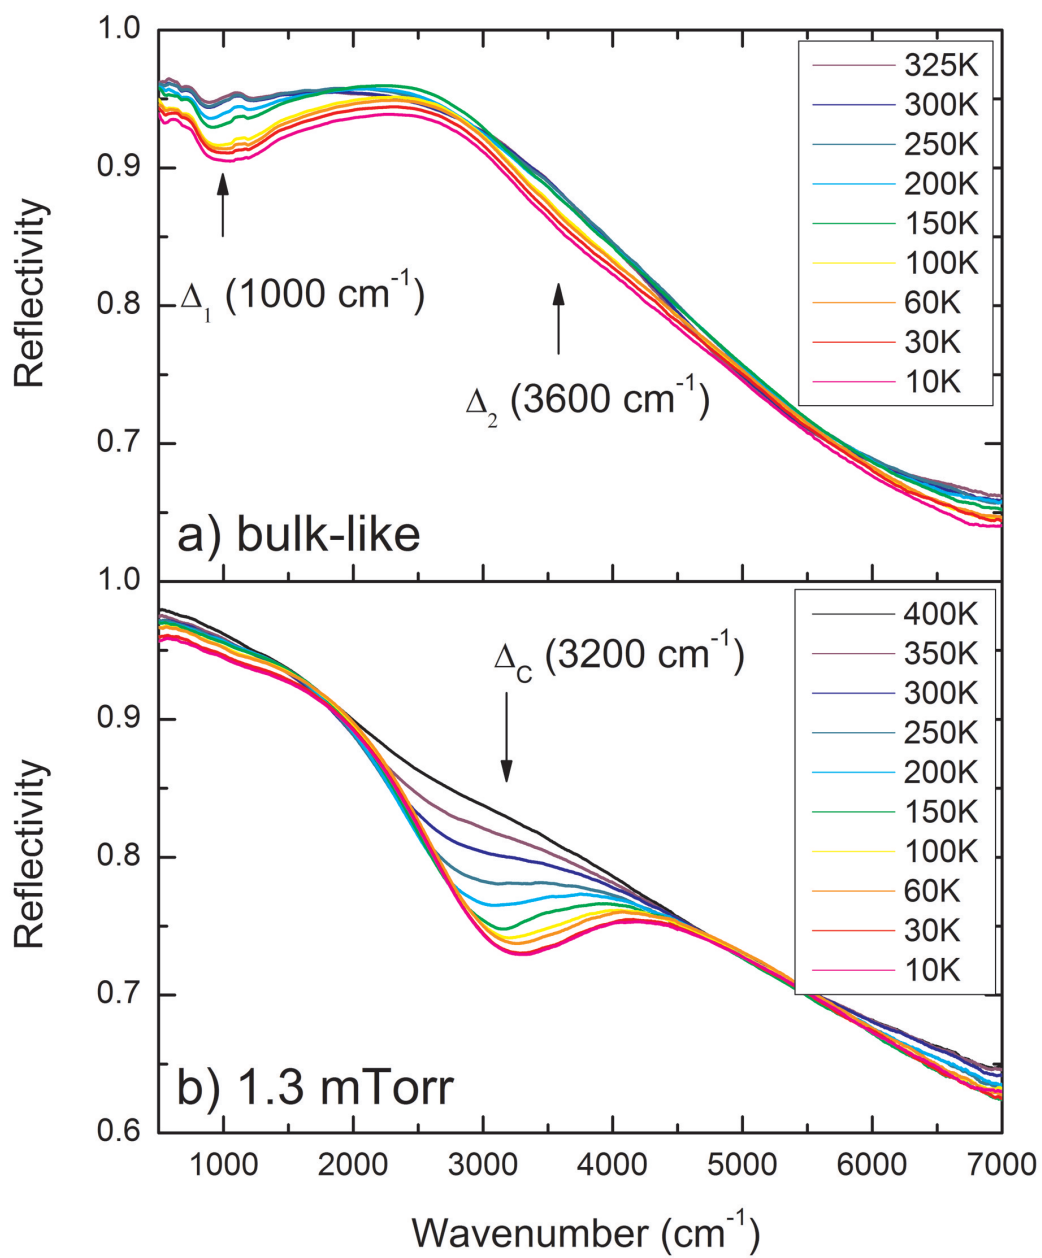 1.0
325K
300K
250K
200K
150K
100K
60K
30K
10K
0.9
0.8
0.7
Reflectivity
Δ1 (1000 cm-1)
Δ2 (3600 cm-1)
a) bulk-like
1.0
400K
350K
300K
250K
200K
150K
100K
60K
30K
10K
0.9
0.8
0.7
0.6
Reflectivity
ΔC (3200 cm-1)
b) 1.3 mTorr
1000 2000 3000 4000 5000 6000 7000
Wavenumber (cm-1)